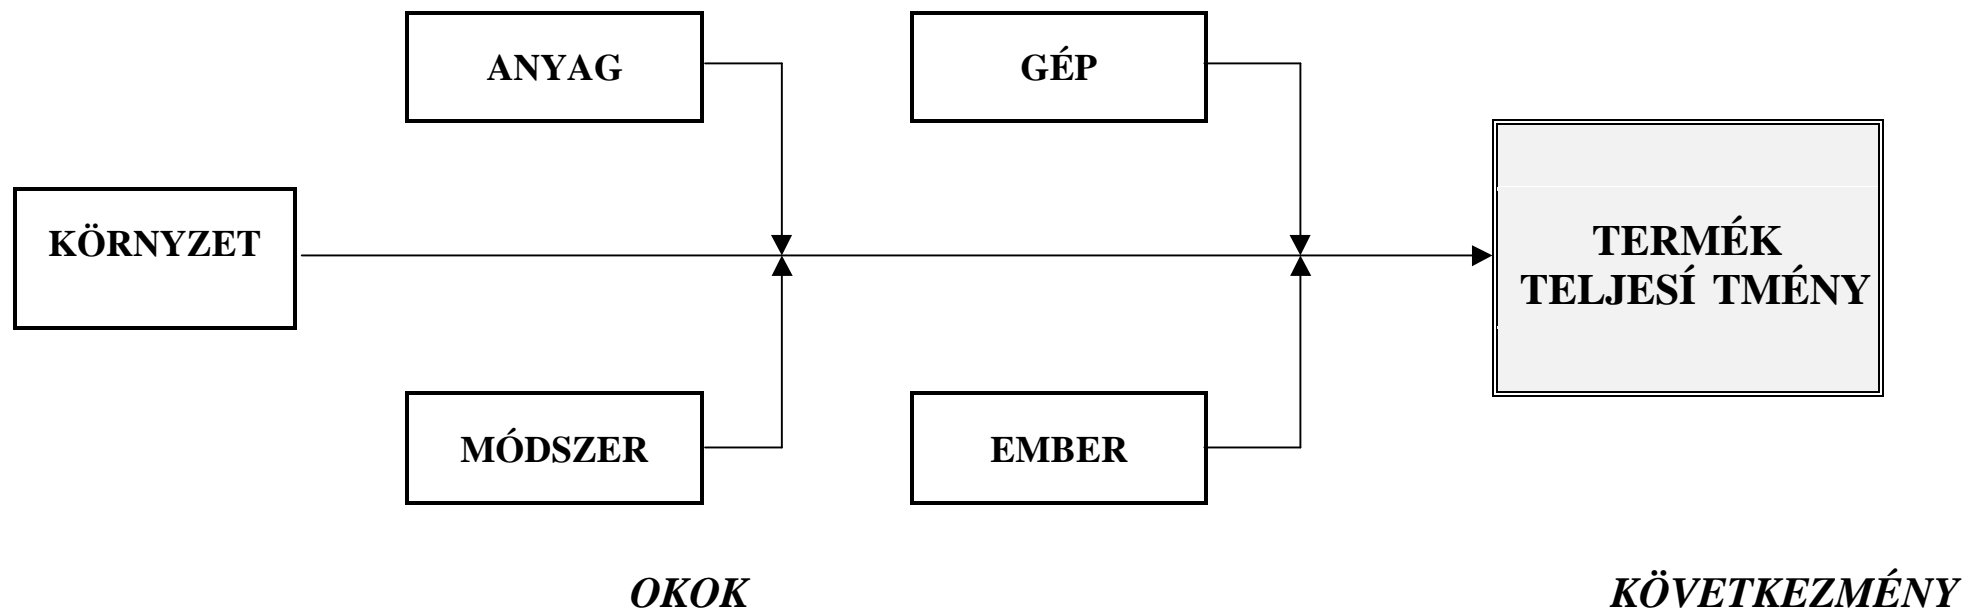 ANYAG
GÉP
KÖRNYZET
TERMÉK
TELJESÍ TMÉNY
MÓDSZER
EMBER
OKOK
KÖVETKEZMÉNY